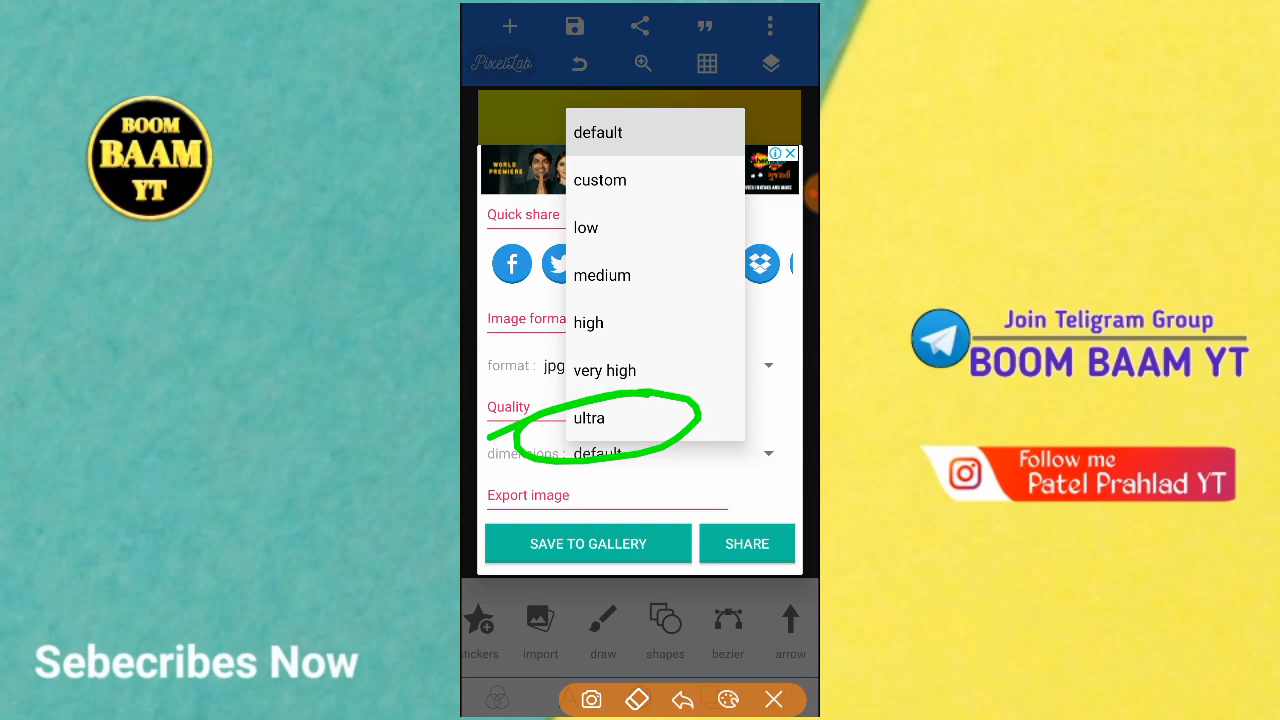 BOOM
BAAM
YT
Sebecribes Now
PixelLab
default
custom
low
medium
high
very high
ultra
WORLD
PREMIERE
Quick share
Image forma
format : jpg
Quality
dimensions : default
Export image
SAVE TO GALLERY
SHARE
stickers
import
draw
shapes
bezier
arrow
Join Teligram Group
BOOM BAAM YT
Follow me
Patel Prahlad YT